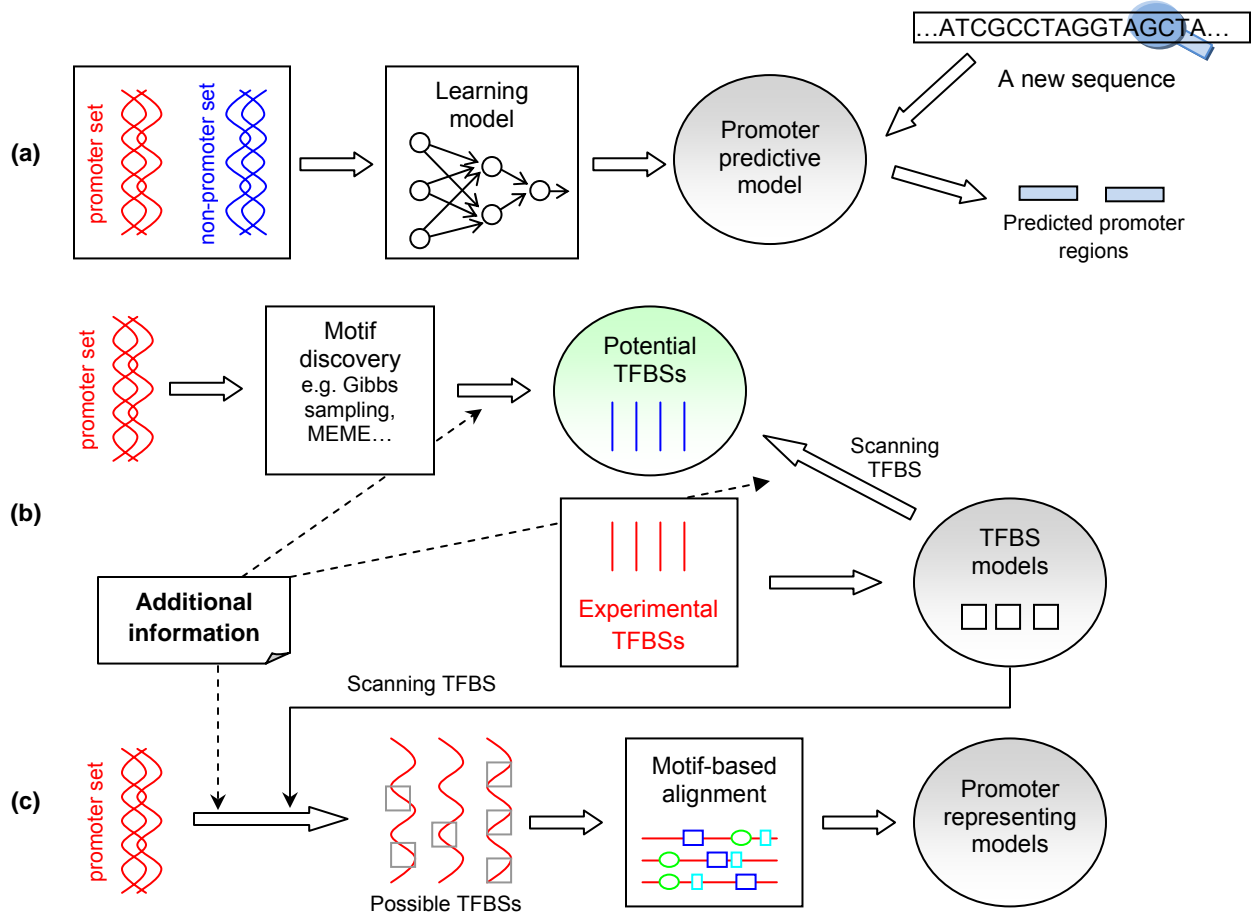 …ATCGCCTAGGTAGCTA…
A new sequence
(a)
promoter set
non-promoter set
Learning
model
Promoter
predictive
model
Predicted promoter
regions
(b)
promoter set
Motif
discovery
e.g. Gibbs
sampling,
MEME…
Potential
TFBSs
Scanning
TFBS
Experimental
TFBSs
TFBS
models
Additional
information
Scanning TFBS
(c)
promoter set
Possible TFBSs
Motif-based
alignment
Promoter
representing
models